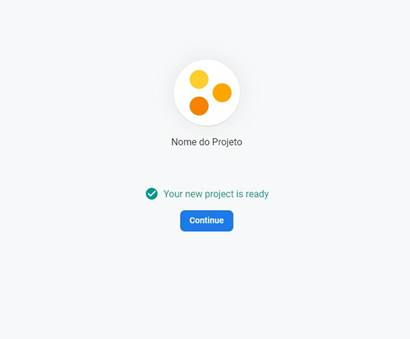 Nome do Projeto
Your new project is ready
Continue